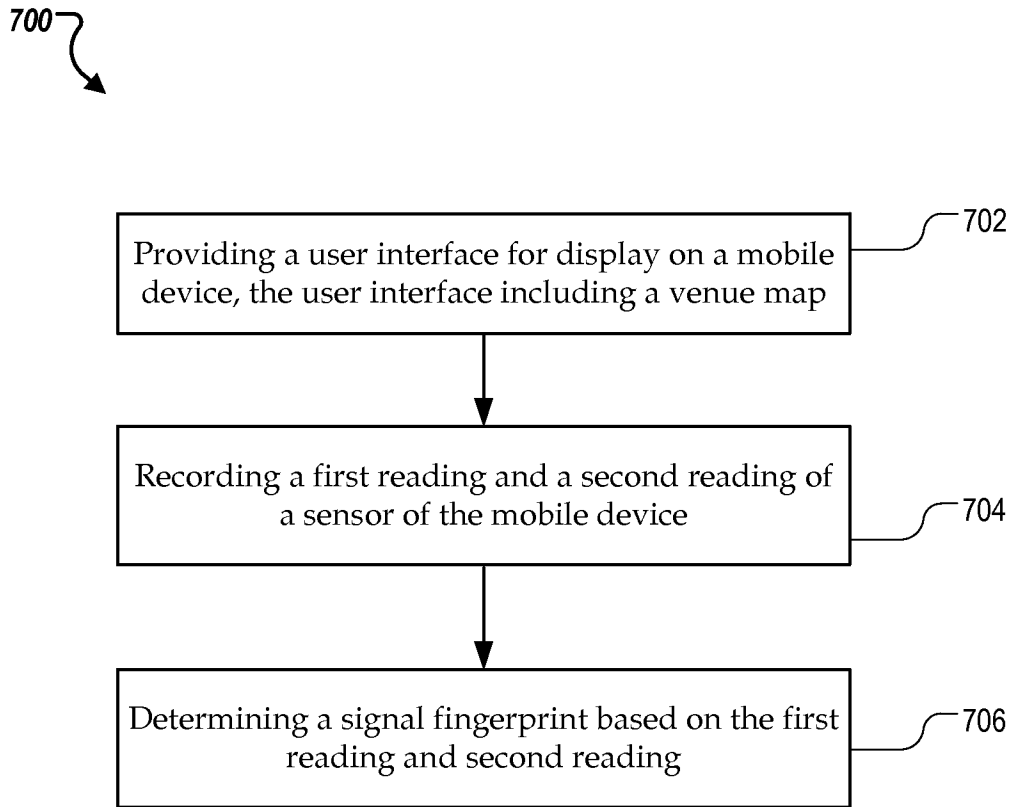 700
Providing a user interface for display on a mobile
device, the user interface including a venue map
702
Recording a first reading and a second reading of
a sensor of the mobile device
704
Determining a signal fingerprint based on the first
reading and second reading
706